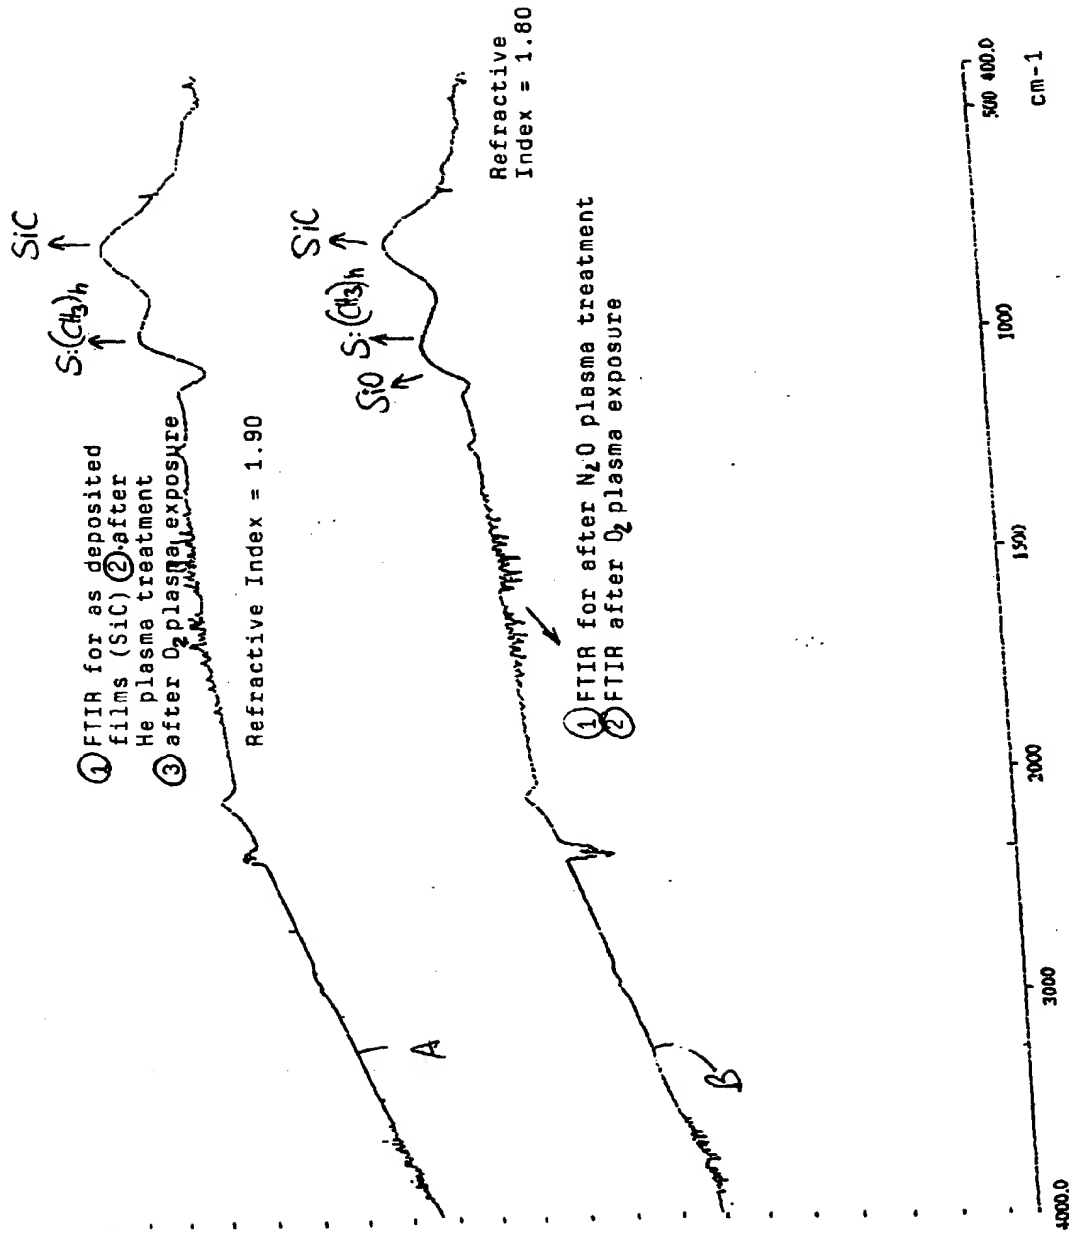 SiC
S:(CH3)h
① FTIR for as deposited
films (SiC) ② after
He plasma treatment
③ after O2 plasma exposure
Refractive Index = 1.90
A
SiC
S:(CH3)h
SiO
Refractive
Index = 1.80
① FTIR for after N2O plasma treatment
② FTIR after O2 plasma exposure
B
4000.0 3000 2000 1500 1000 500 400.0
cm-1